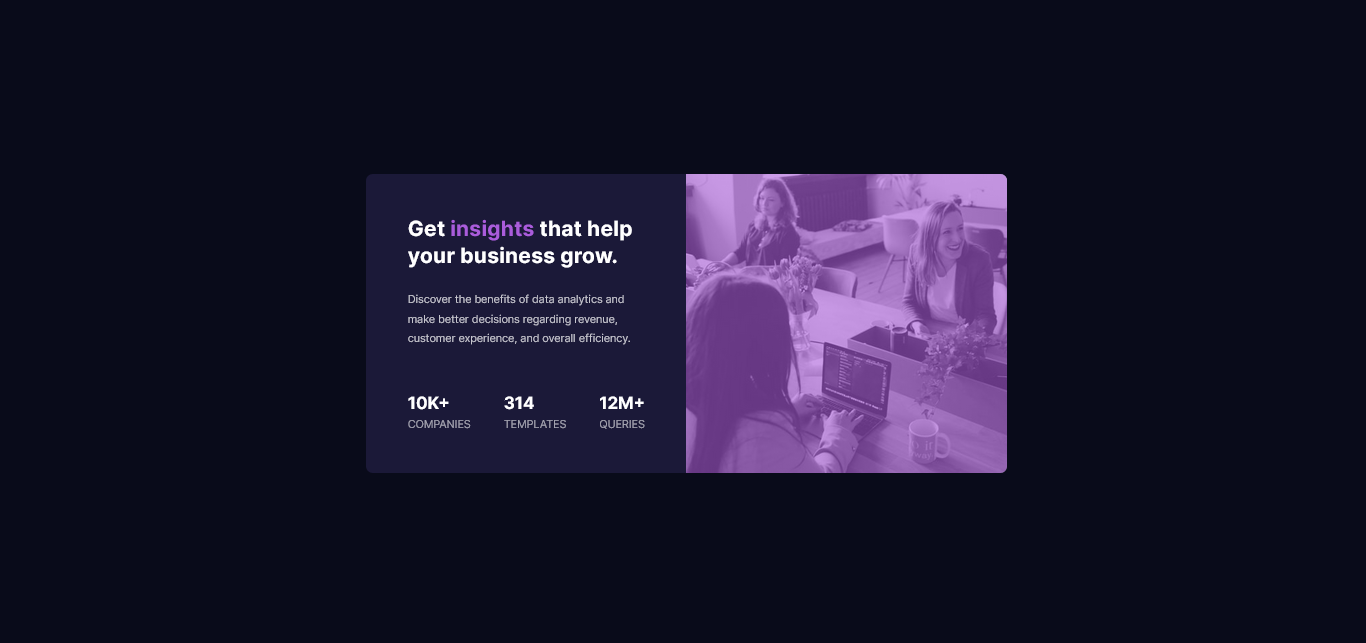 Get insights that help
your business grow.
Discover the benefits of data analytics and
make better decisions regarding revenue,
customer experience, and overall efficiency.
10K+ 314 12M+
COMPANIES TEMPLATES QUERIES